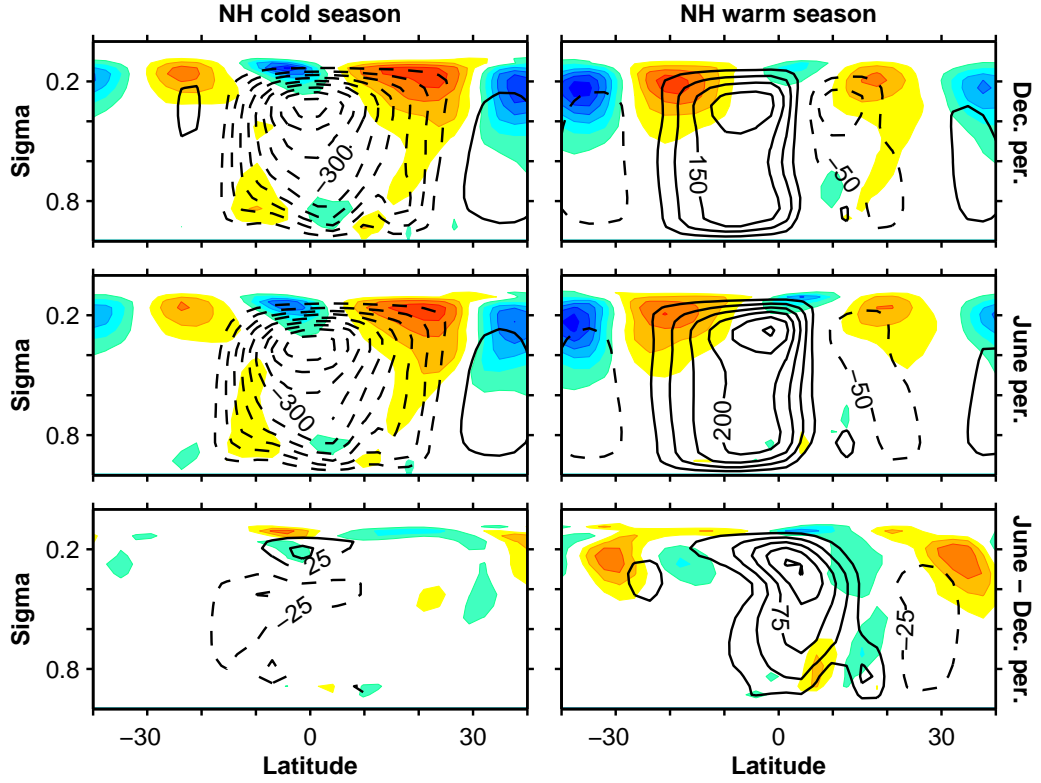 NH cold season
NH warm season
0.2
0.8
Sigma
−300
150
−50
Dec. per.
0.2
0.8
Sigma
−300
200
−50
June per.
0.2
0.8
Sigma
25
−25
75
−25
June − Dec. per.
−30
0
30
−30
0
30
Latitude
Latitude